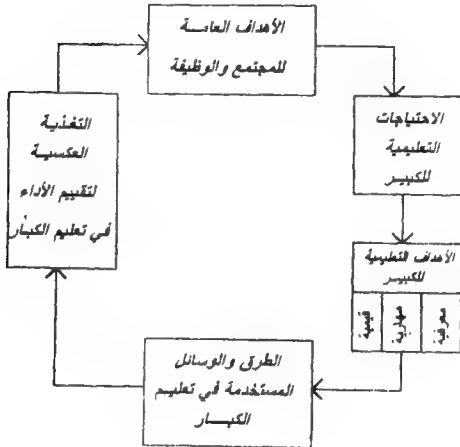 الأهداف العامة
للمجتمع والوظيفة
الاحتياجات
التعليمية
للكبير
الأهداف التعليمية
للكبير
معرفية
مهارية
قيمية
الطرق والوسائل
المستخدمة في تعليم
الكبار
التغذية
العكسية
لتقييم الأداء
في تعليم الكبار